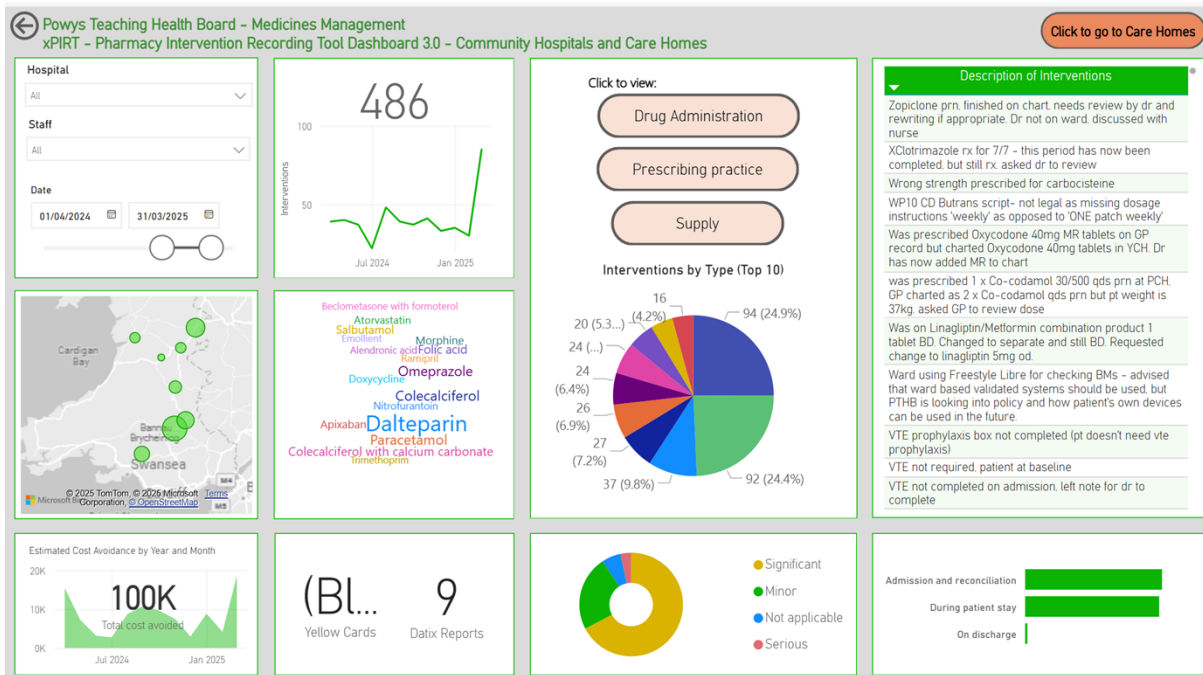 Powys Teaching Health Board - Medicines Management
xPIRT - Pharmacy Intervention Recording Tool Dashboard 3.0 - Community Hospitals and Care Homes
Click to go to Care Homes
Hospital
All
Staff
All
Date
01/04/2024
31/03/2025
486
100
50
Interventions
Jul 2024
Jan 2025
Click to view:
Drug Administration
Prescribing practice
Supply
Interventions by Type (Top 10)
16
(4.2%)
20 (5.3...)
24 (...)
24
(6.4%)
26
(6.9%)
27
(7.2%)
37 (9.8%)
94 (24.9%)
92 (24.4%)
Description of Interventions
Zopiclone prn, finished on chart, needs review by dr and
rewriting if appropriate. Dr not on ward, discussed with
nurse
XClotrimazole rx for 7/7 - this period has now been
completed, but still rx. asked dr to review
Wrong strength prescribed for carbocisteine
WP10 CD Butrans script- not legal as missing dosage
instructions 'weekly' as opposed to 'ONE patch weekly'
Was prescribed Oxycodone 40mg MR tablets on GP
record but charted Oxycodone 40mg tablets in YCH. Dr
has now added MR to chart
was prescribed 1 x Co-codamol 30/500 qds prn at PCH,
GP charted as 2 x Co-codamol qds prn but pt weight is
37kg. asked GP to review dose
Was on Linagliptin/Metformin combination product 1
tablet BD. Changed to separate and still BD. Requested
change to linagliptin 5mg od.
Ward using Freestyle Libre for checking BMs - advised
that ward based validated systems should be used, but
PTHB is looking into policy and how patient's own devices
can be used in the future.
VTE prophylaxis box not completed (pt doesn't need vte
prophylaxis)
VTE not required, patient at baseline
VTE not completed on admission, left note for dr to
complete
Cardigan
Bay
Bannau
Brycheiniog
Swansea
M4
M5
© 2025 TomTom, © 2025 Microsoft Terms
Corporation, © OpenStreetMap
Beclometasone with formoterol
Atorvastatin
Salbutamol
Emollient
Morphine
Alendronic acid
Folic acid
Ramipril
Omeprazole
Doxycycline
Colecalciferol
Nitrofurantoin
Apixaban
Dalteparin
Paracetamol
Colecalciferol with calcium carbonate
Trimethoprim
Estimated Cost Avoidance by Year and Month
20K
10K
0K
100K
Total cost avoided
Jul 2024
Jan 2025
(Bl...
Yellow Cards
9
Datix Reports
Significant
Minor
Not applicable
Serious
Admission and reconciliation
During patient stay
On discharge